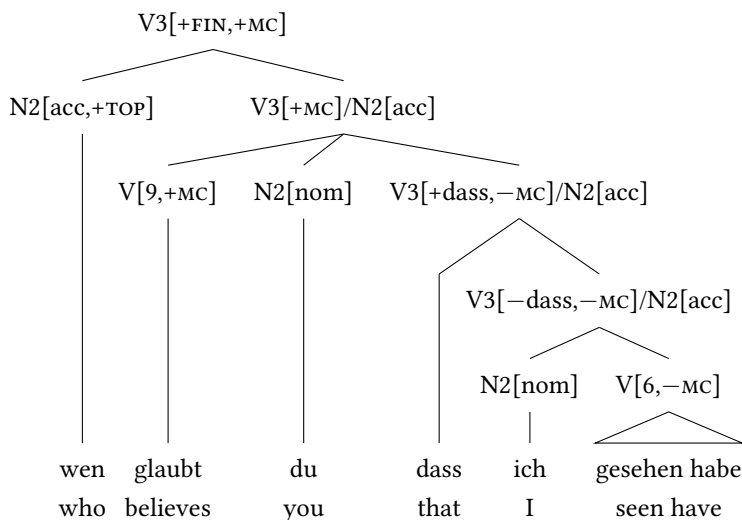 V3[+FIN,+MC]
N2[acc,+TOP] V3[+MC]/N2[acc]
V[9,+MC] N2[nom] V3[+dass,−MC]/N2[acc]
V3[−dass,−MC]/N2[acc]
N2[nom] V[6,−MC]
wen glaubt du dass ich gesehen habe
who believes you that I seen have